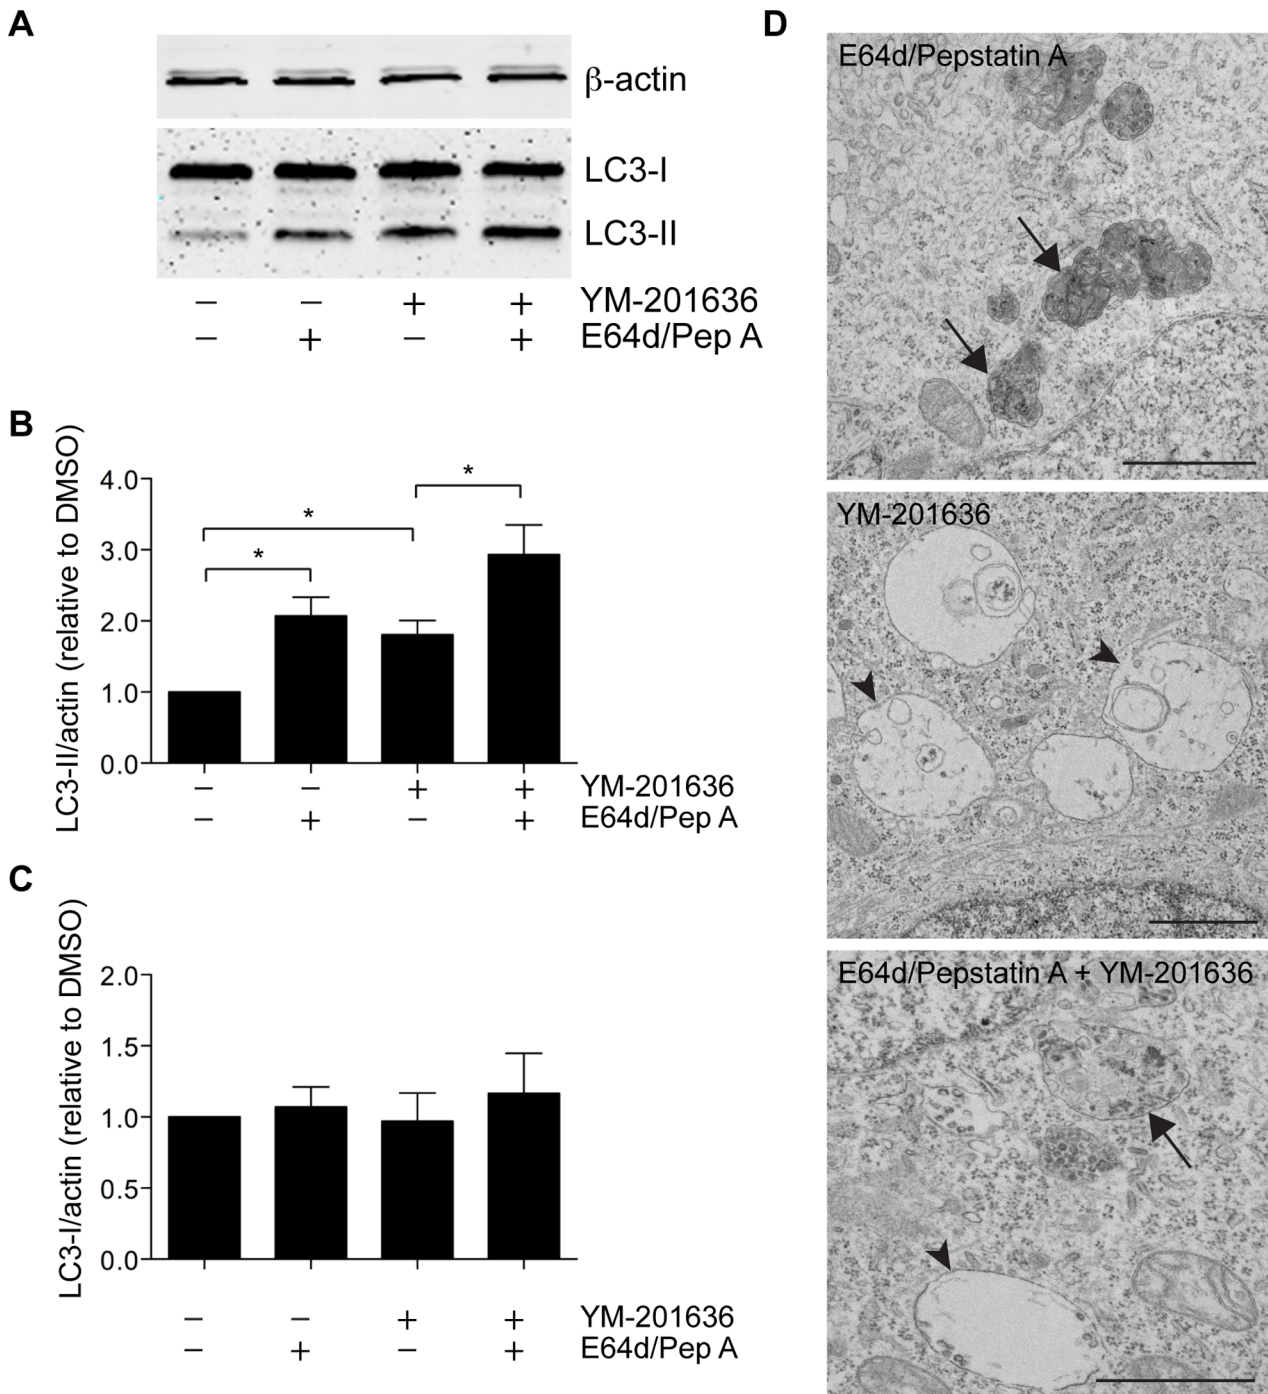 A
β-actin
LC3-I
LC3-II
– – + + YM-201636
– + – + E64d/Pep A
B
LC3-II/actin (relative to DMSO)
4.0
3.0
2.0
1.0
0.0
* * *
– – + + YM-201636
– + – + E64d/Pep A
C
LC3-I/actin (relative to DMSO)
2.0
1.5
1.0
0.5
0.0
– – + + YM-201636
– + – + E64d/Pep A
D
E64d/Pepstatin A
YM-201636
E64d/Pepstatin A + YM-201636